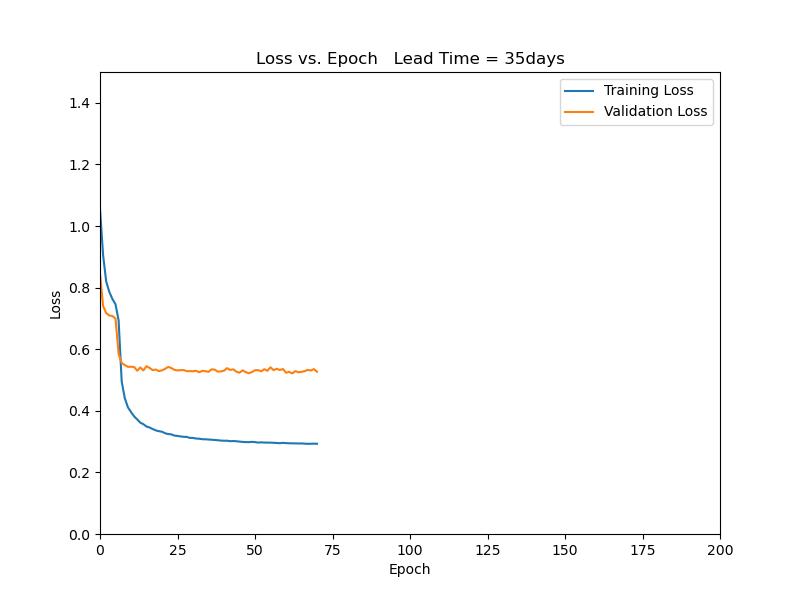 Loss vs. Epoch   Lead Time = 35days
Training Loss
Validation Loss
1.4
1.2
1.0
0.8
0.6
0.4
0.2
0.0
Loss
0 25 50 75 100 125 150 175 200
Epoch